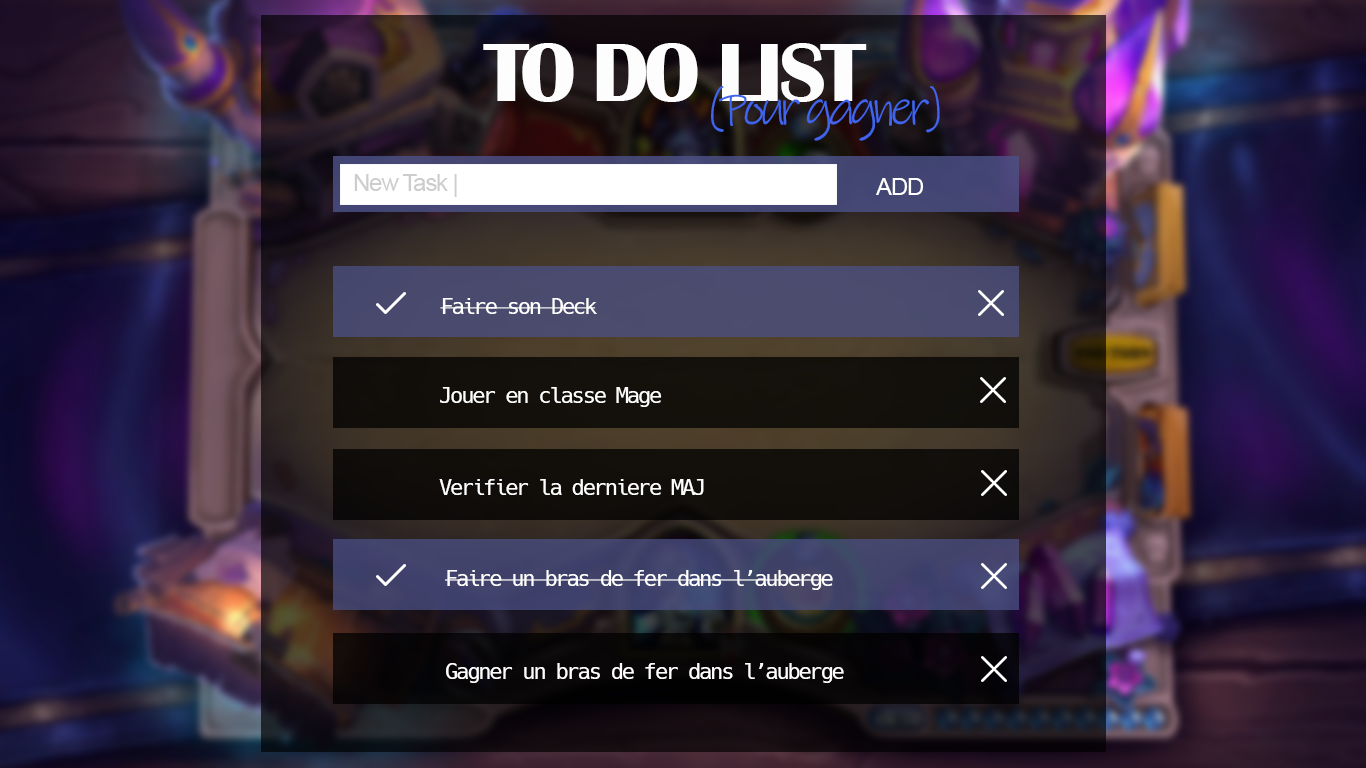 TO DO LIST
(Pour gagner)
New Task |
ADD
Faire son Deck
Jouer en classe Mage
Verifier la derniere MAJ
Faire un bras de fer dans l’auberge
Gagner un bras de fer dans l’auberge